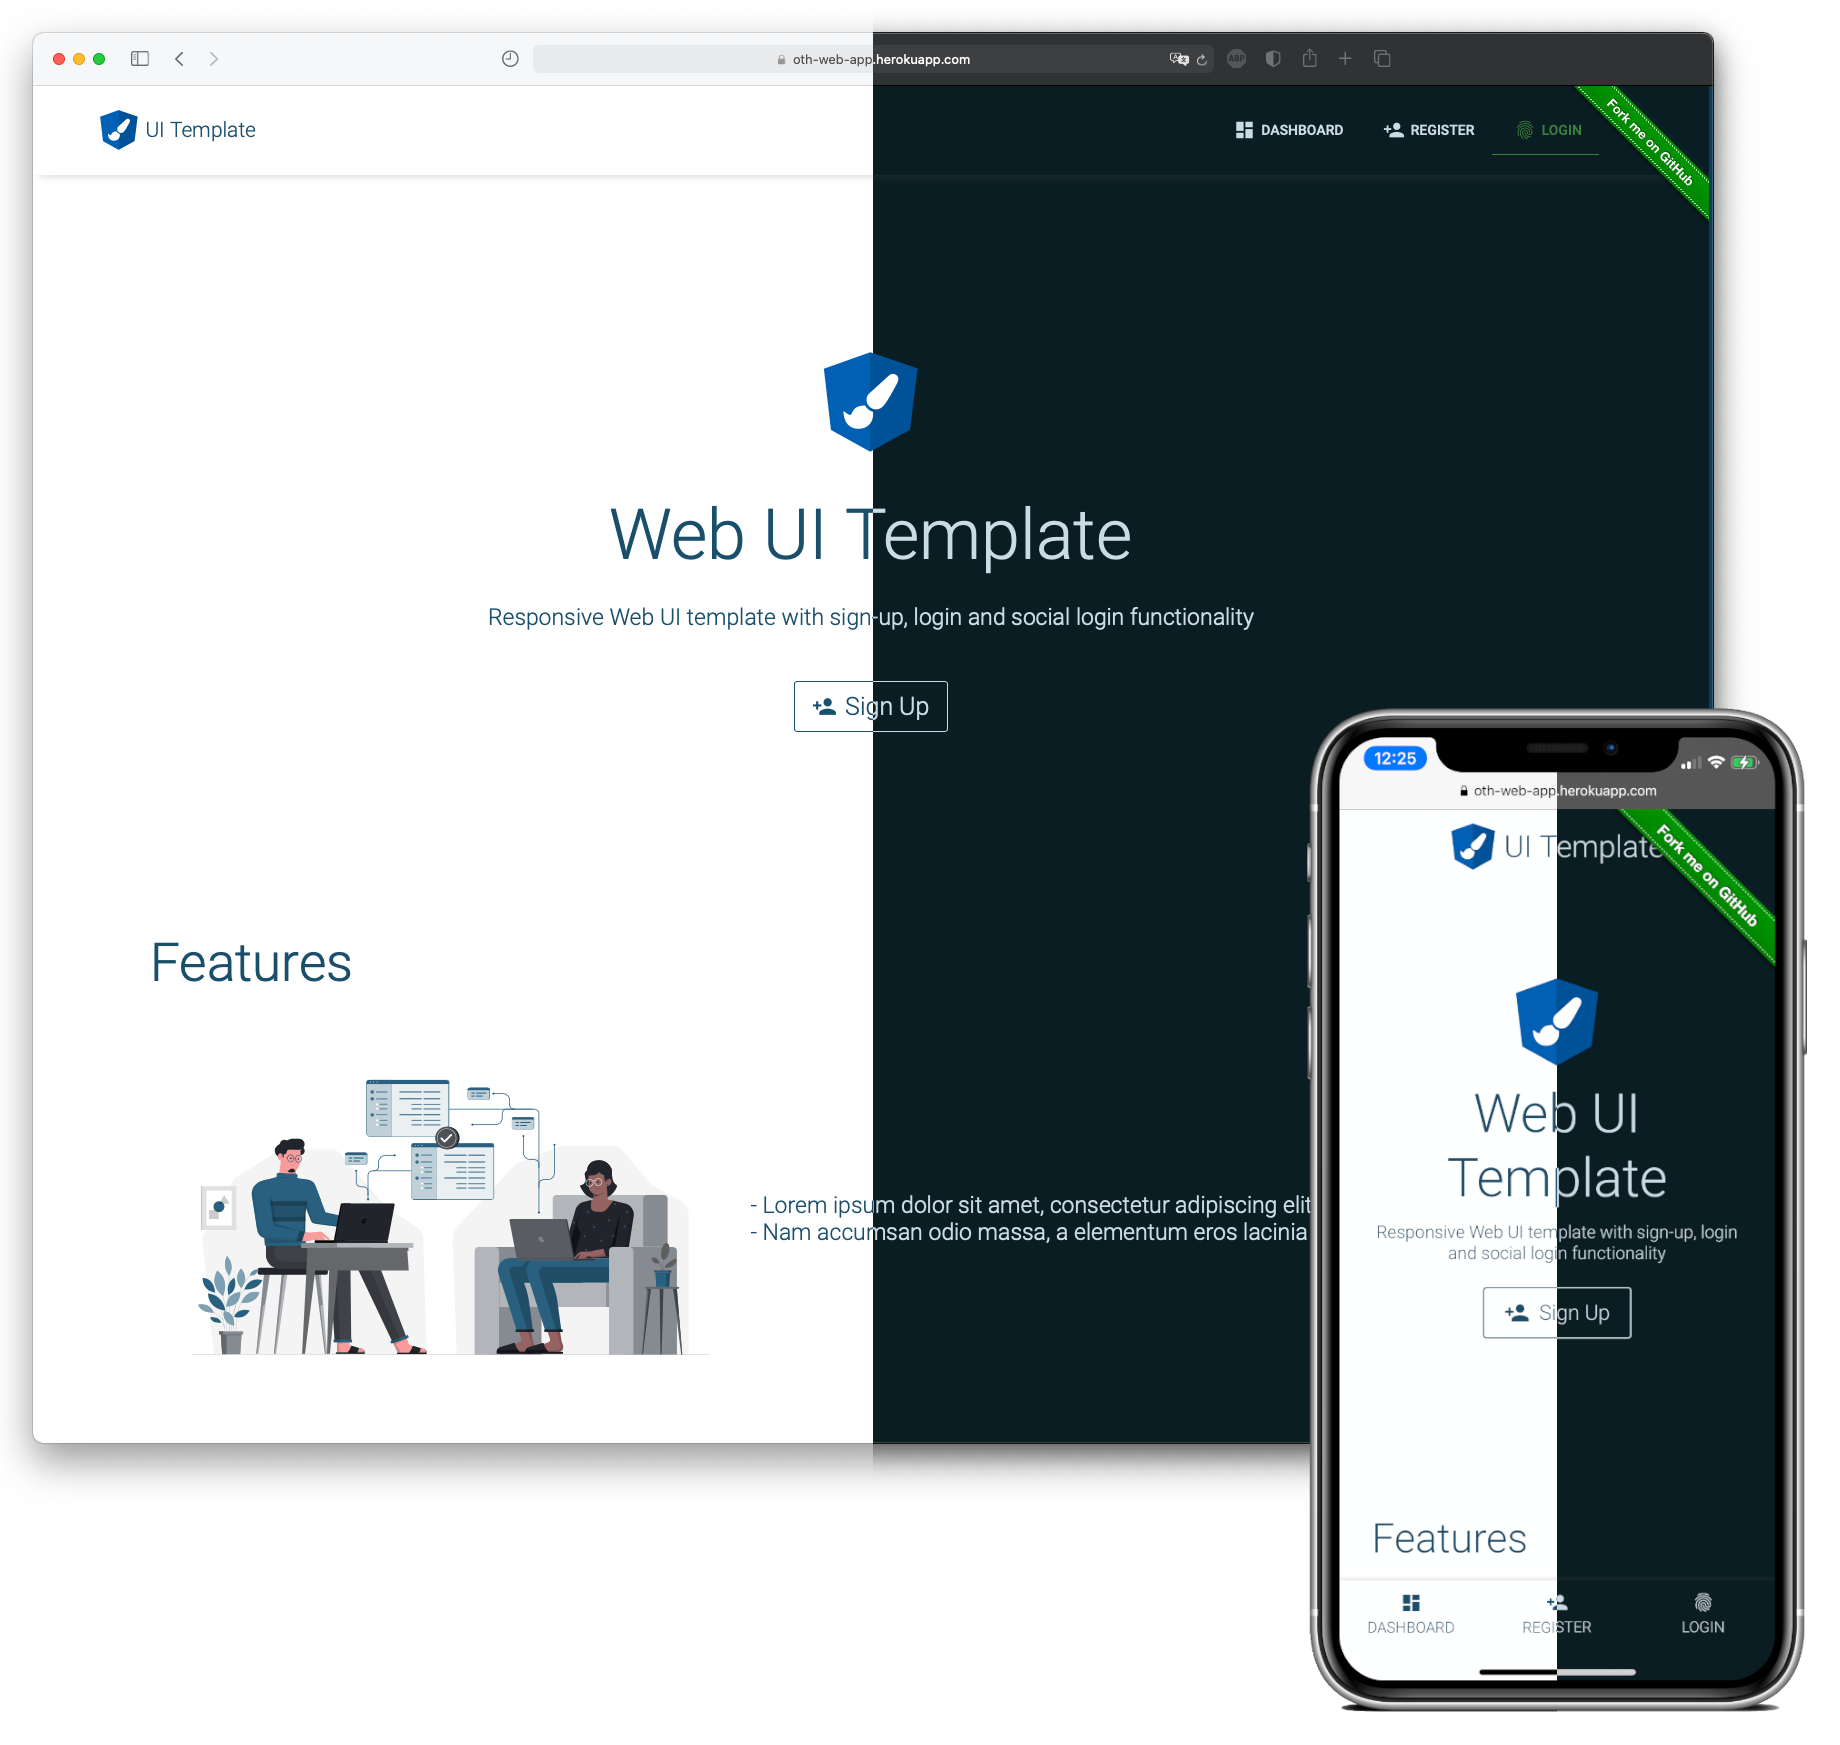 oth-web-app.herokuapp.com
ABP
UI Template
DASHBOARD
REGISTER
LOGIN
Fork me on GitHub
Web UI Template
Responsive Web UI template with sign-up, login and social login functionality
Sign Up
Features
- Lorem ipsum dolor sit amet, consectetur adipiscing elit
- Nam accumsan odio massa, a elementum eros lacinia
12:25
oth-web-app.herokuapp.com
UI Template
Fork me on GitHub
Web UI
Template
Responsive Web UI template with sign-up, login
and social login functionality
Sign Up
Features
DASHBOARD
REGISTER
LOGIN